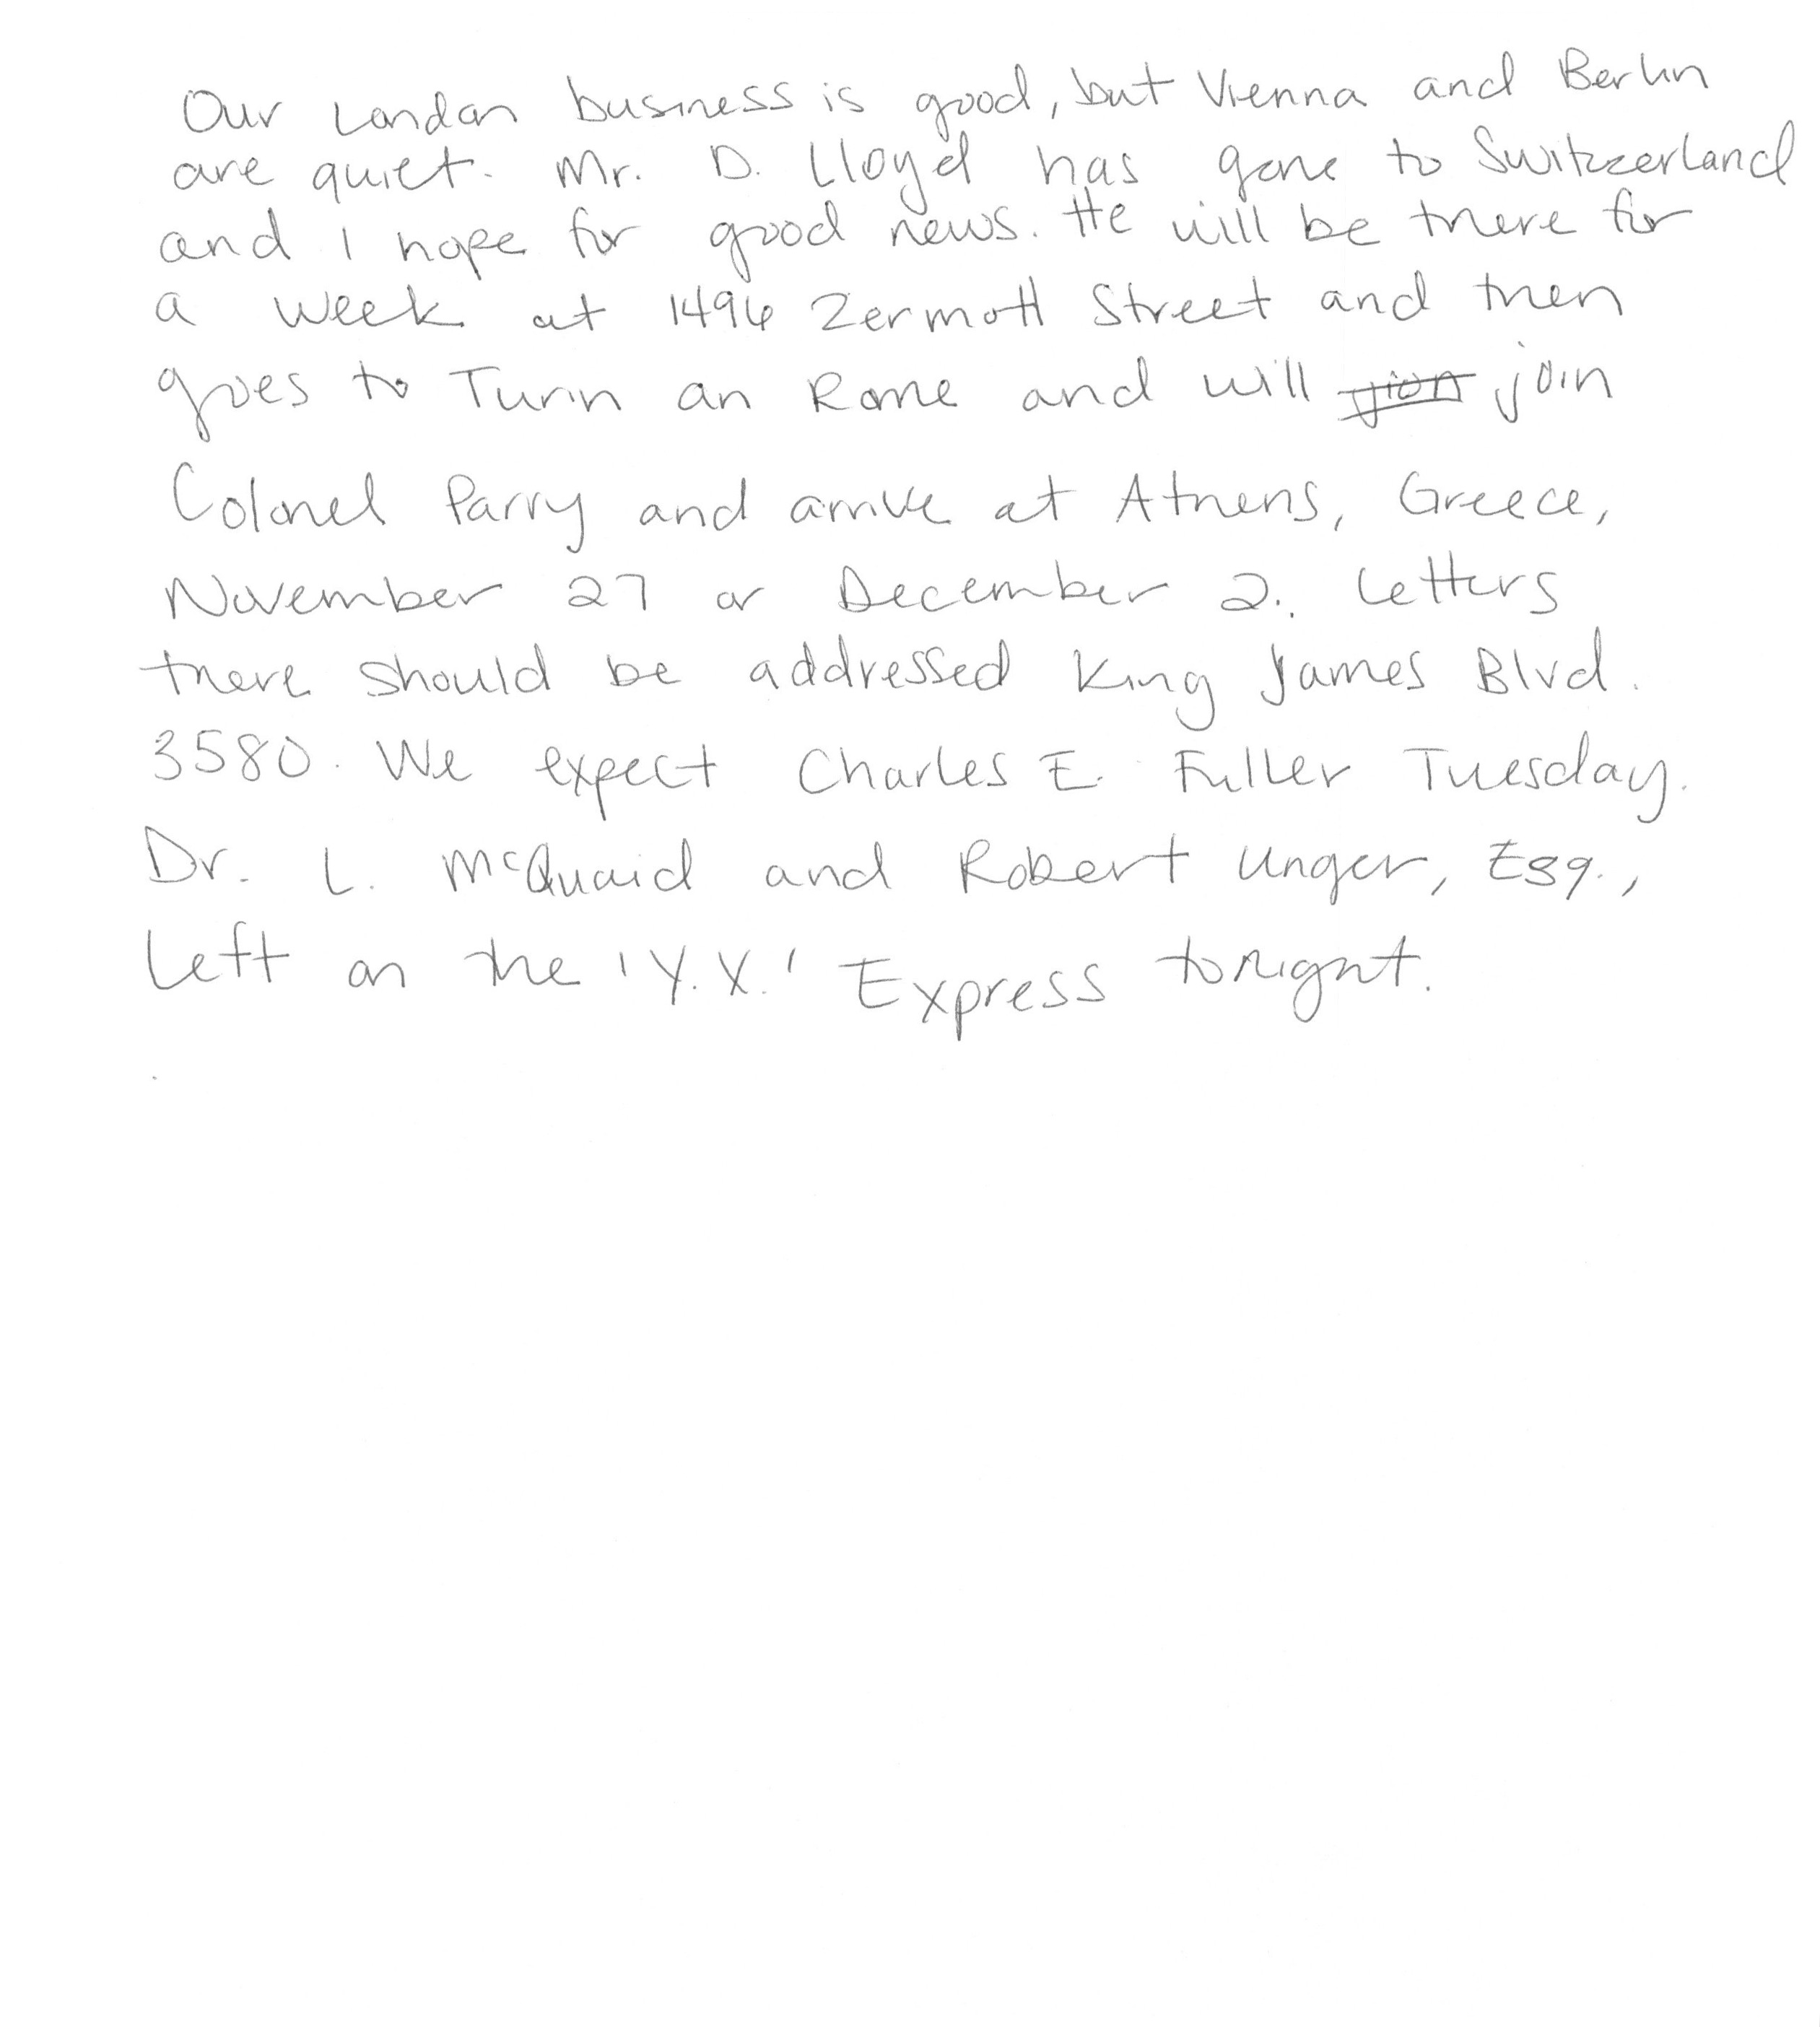 Our London business is good, but Vienna and Berlin
are quiet. Mr. D. Lloyd has gone to Switzerland
and I hope for good news. He will be there for
a week at 1496 Zermott Street and then
goes to Turin an Rome and will jion join
Colonel Parry and arrive at Athens, Greece,
November 27 or December 2. Letters
there should be addressed King James Blvd.
3580. We expect Charles E. Fuller Tuesday.
Dr. L. McQuaid and Robert Unger, Esq.,
left on the 'Y.X.' Express tonight.